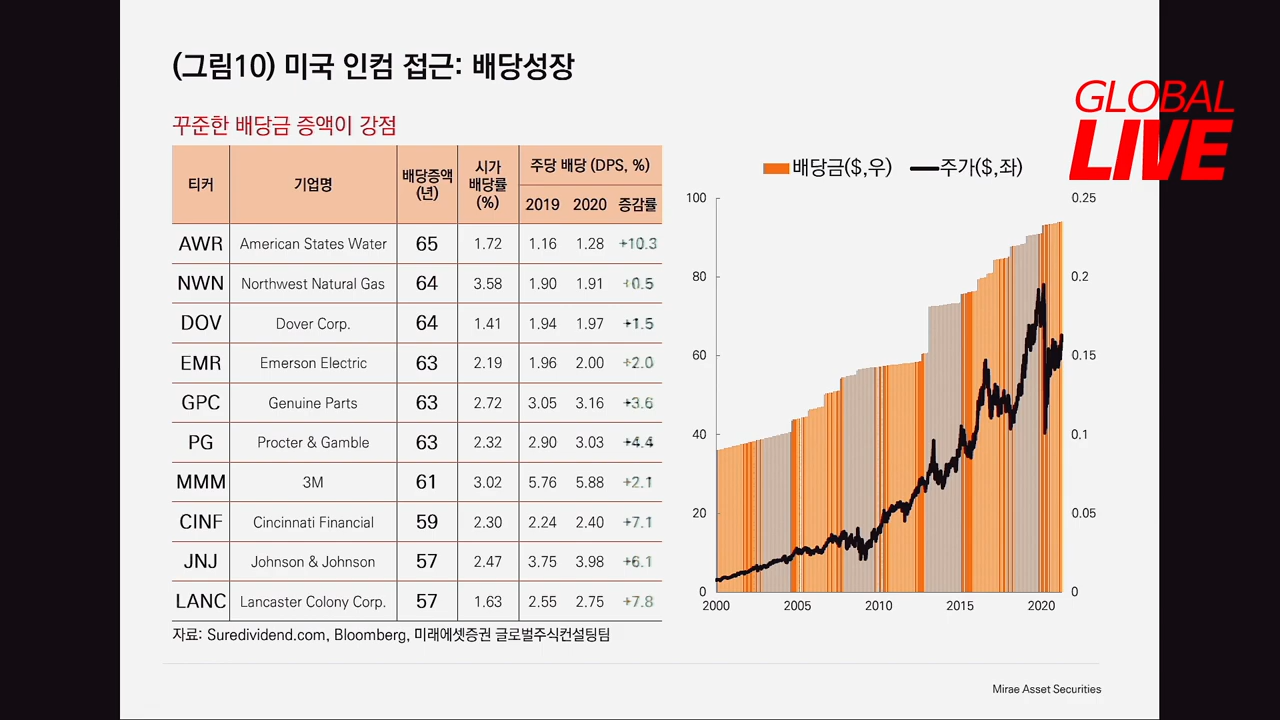 (그림10) 미국 인컴 접근: 배당성장
GLOBAL
LIVE
꾸준한 배당금 증액이 강점
티커 기업명 배당증액 (년) 시가 배당률 (%) 주당 배당 (DPS, %)
2019 2020 증감률
AWR American States Water 65 1.72 1.16 1.28 +10.3
NWN Northwest Natural Gas 64 3.58 1.90 1.91 +0.5
DOV Dover Corp. 64 1.41 1.94 1.97 +1.5
EMR Emerson Electric 63 2.19 1.96 2.00 +2.0
GPC Genuine Parts 63 2.72 3.05 3.16 +3.6
PG Procter & Gamble 63 2.32 2.90 3.03 +4.4
MMM 3M 61 3.02 5.76 5.88 +2.1
CINF Cincinnati Financial 59 2.30 2.24 2.40 +7.1
JNJ Johnson & Johnson 57 2.47 3.75 3.98 +6.1
LANC Lancaster Colony Corp. 57 1.63 2.55 2.75 +7.8
배당금($,우) 주가($,좌)
100 0.25
80 0.2
60 0.15
40 0.1
20 0.05
0 0
2000 2005 2010 2015 2020
자료: Suredividend.com, Bloomberg, 미래에셋증권 글로벌주식컨설팅팀
Mirae Asset Securities